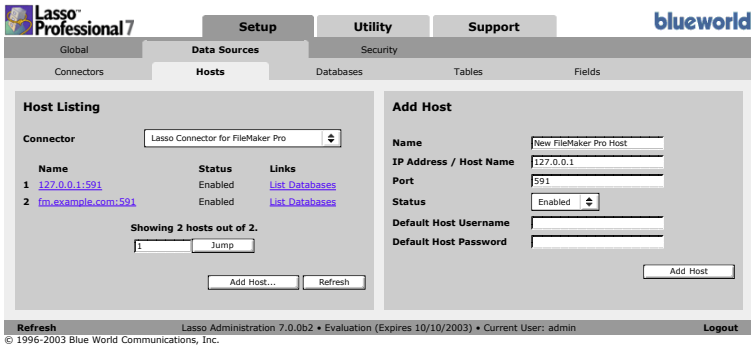 Lasso™
Professional 7
Setup Utility Support
blueworld
Global Data Sources Security
Connectors Hosts Databases Tables Fields
Host Listing
Connector Lasso Connector for FileMaker Pro
Name Status Links
1 127.0.0.1:591 Enabled List Databases
2 fm.example.com:591 Enabled List Databases
Showing 2 hosts out of 2.
1 Jump
Add Host... Refresh
Add Host
Name New FileMaker Pro Host
IP Address / Host Name 127.0.0.1
Port 591
Status Enabled
Default Host Username
Default Host Password
Add Host
Refresh Lasso Administration 7.0.0b2 • Evaluation (Expires 10/10/2003) • Current User: admin Logout
© 1996-2003 Blue World Communications, Inc.